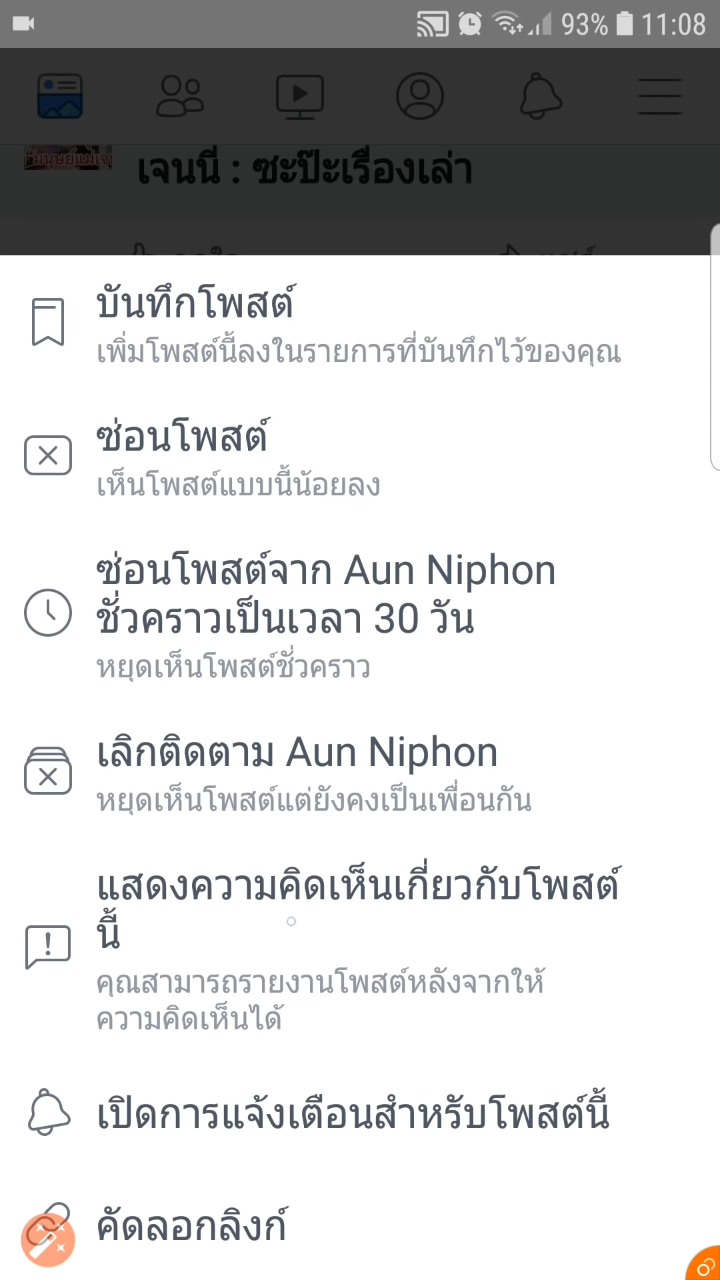 93% 11:08
เจนนี่ : ซะป๊ะเรื่องเล่า
บันทึกโพสต์
เพิ่มโพสต์นี้ลงในรายการที่บันทึกไว้ของคุณ
ซ่อนโพสต์
เห็นโพสต์แบบนี้น้อยลง
ซ่อนโพสต์จาก Aun Niphon
ชั่วคราวเป็นเวลา 30 วัน
หยุดเห็นโพสต์ชั่วคราว
เลิกติดตาม Aun Niphon
หยุดเห็นโพสต์แต่ยังคงเป็นเพื่อนกัน
แสดงความคิดเห็นเกี่ยวกับโพสต์
นี้
คุณสามารถรายงานโพสต์หลังจากให้
ความคิดเห็นได้
เปิดการแจ้งเตือนสำหรับโพสต์นี้
คัดลอกลิงก์